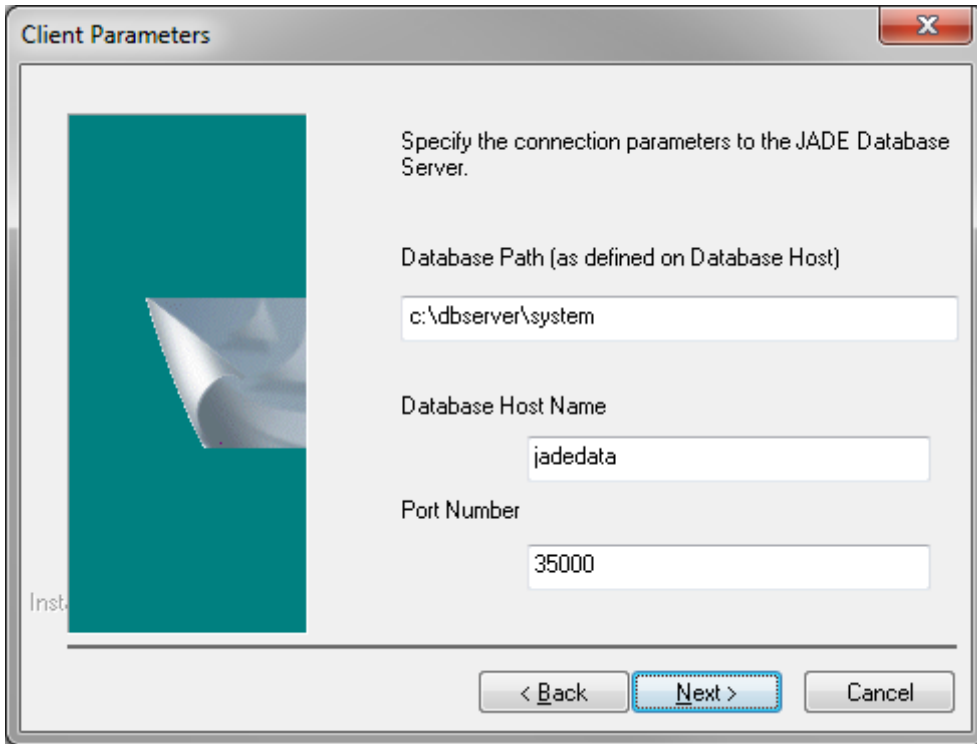 Client Parameters
Specify the connection parameters to the JADE Database
Server.
Database Path (as defined on Database Host)
c:\dbserver\system
Database Host Name
jadedata
Port Number
35000
< Back
Next >
Cancel